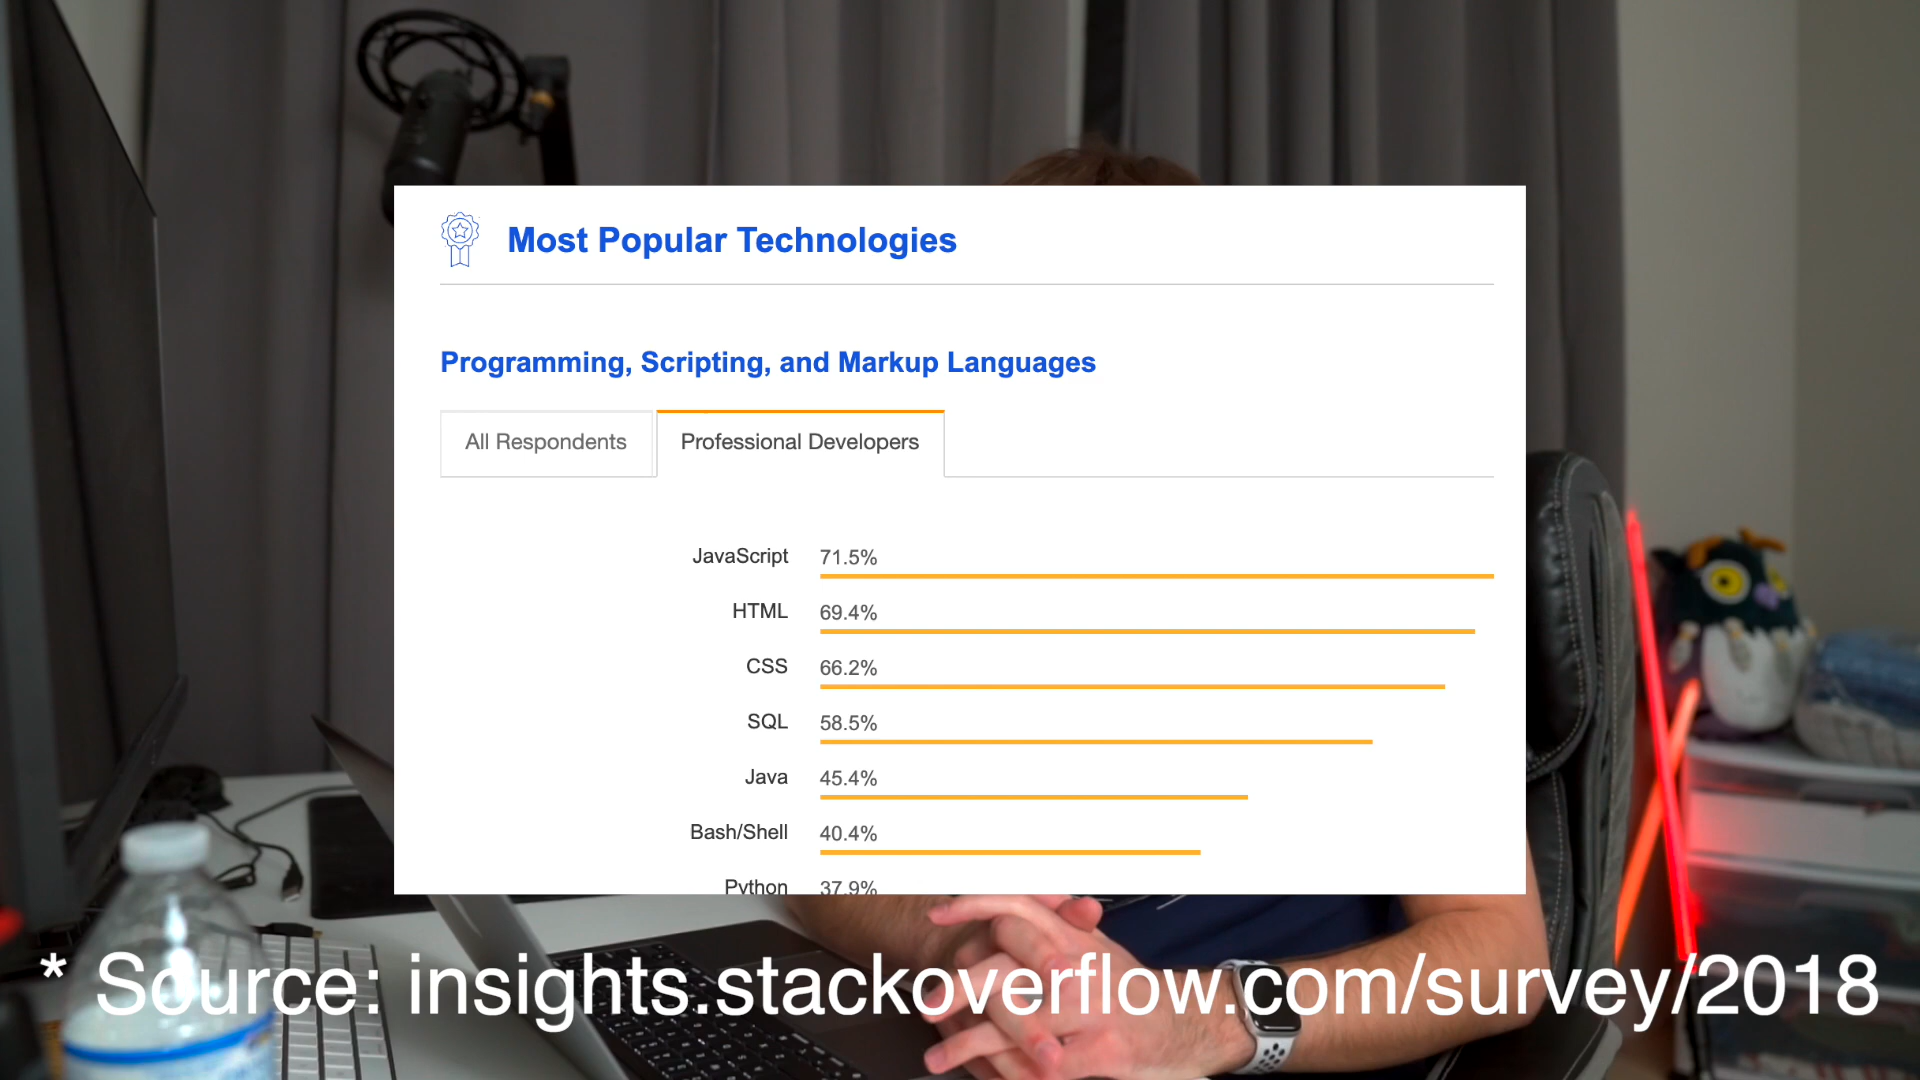 Most Popular Technologies
Programming, Scripting, and Markup Languages
All Respondents Professional Developers
JavaScript 71.5%
HTML 69.4%
CSS 66.2%
SQL 58.5%
Java 45.4%
Bash/Shell 40.4%
Python 37.9%
* Source: insights.stackoverflow.com/survey/2018